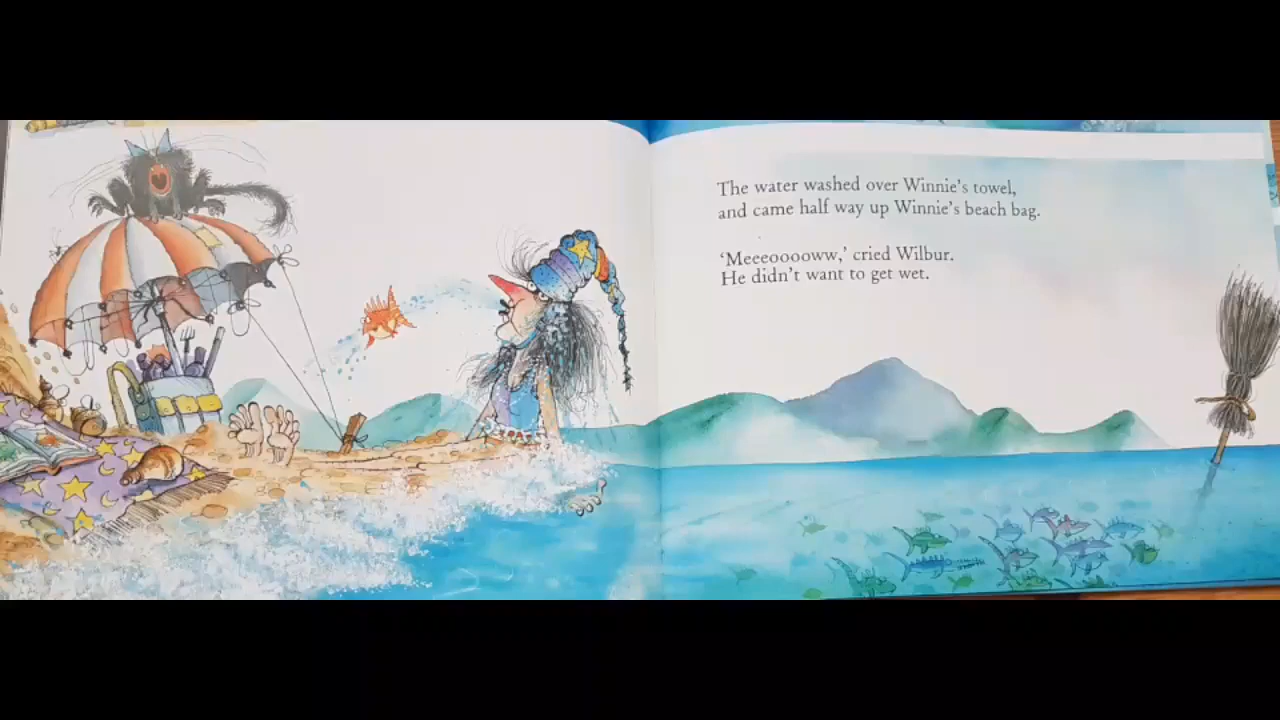 The water washed over Winnie's towel,
and came half way up Winnie's beach bag.
'Meeeooooww,' cried Wilbur.
He didn't want to get wet.